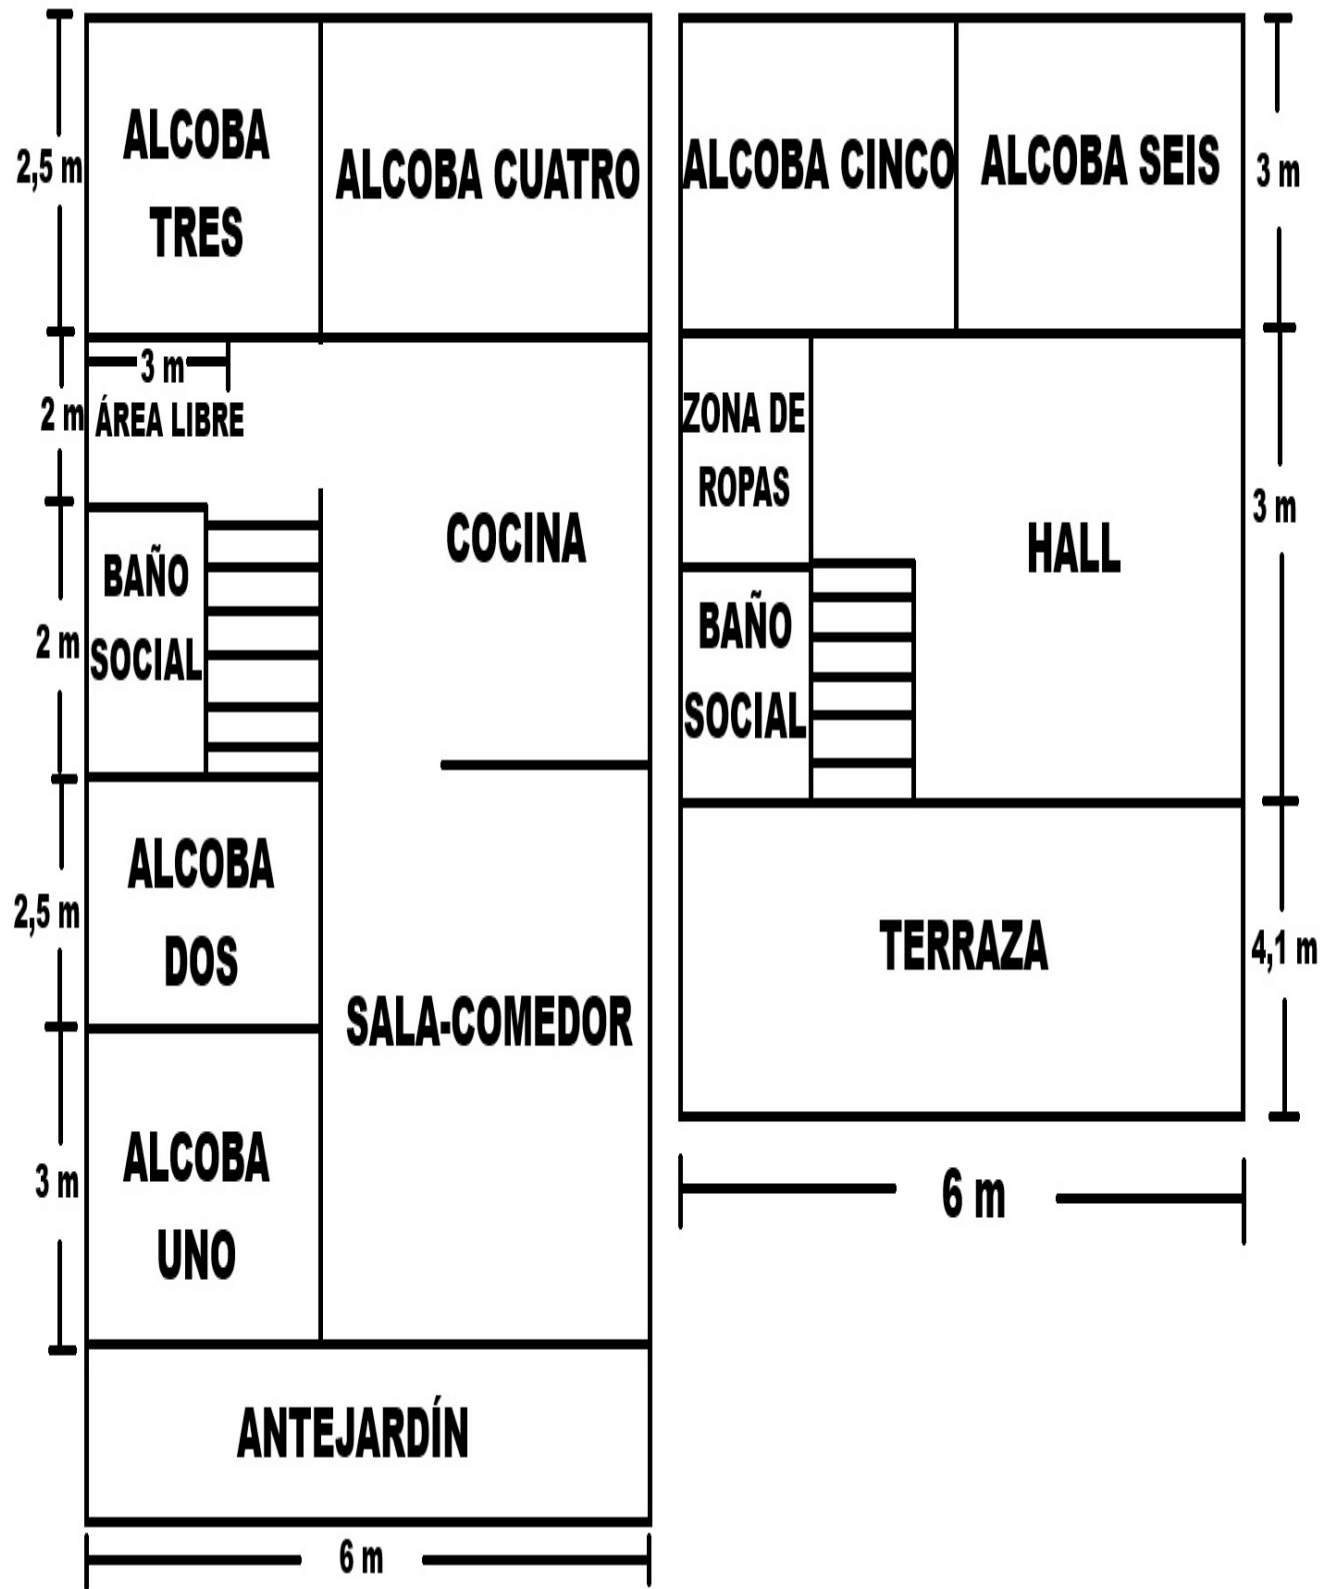 ALCOBA
TRES
2,5 m
ALCOBA CUATRO
3 m
2 m
ÁREA LIBRE
COCINA
BAÑO
SOCIAL
2 m
ALCOBA
DOS
2,5 m
SALA-COMEDOR
ALCOBA
UNO
3 m
ANTEJARDÍN
6 m
ALCOBA CINCO
ALCOBA SEIS
3 m
ZONA DE
ROPAS
3 m
HALL
BAÑO
SOCIAL
TERRAZA
4,1 m
6 m